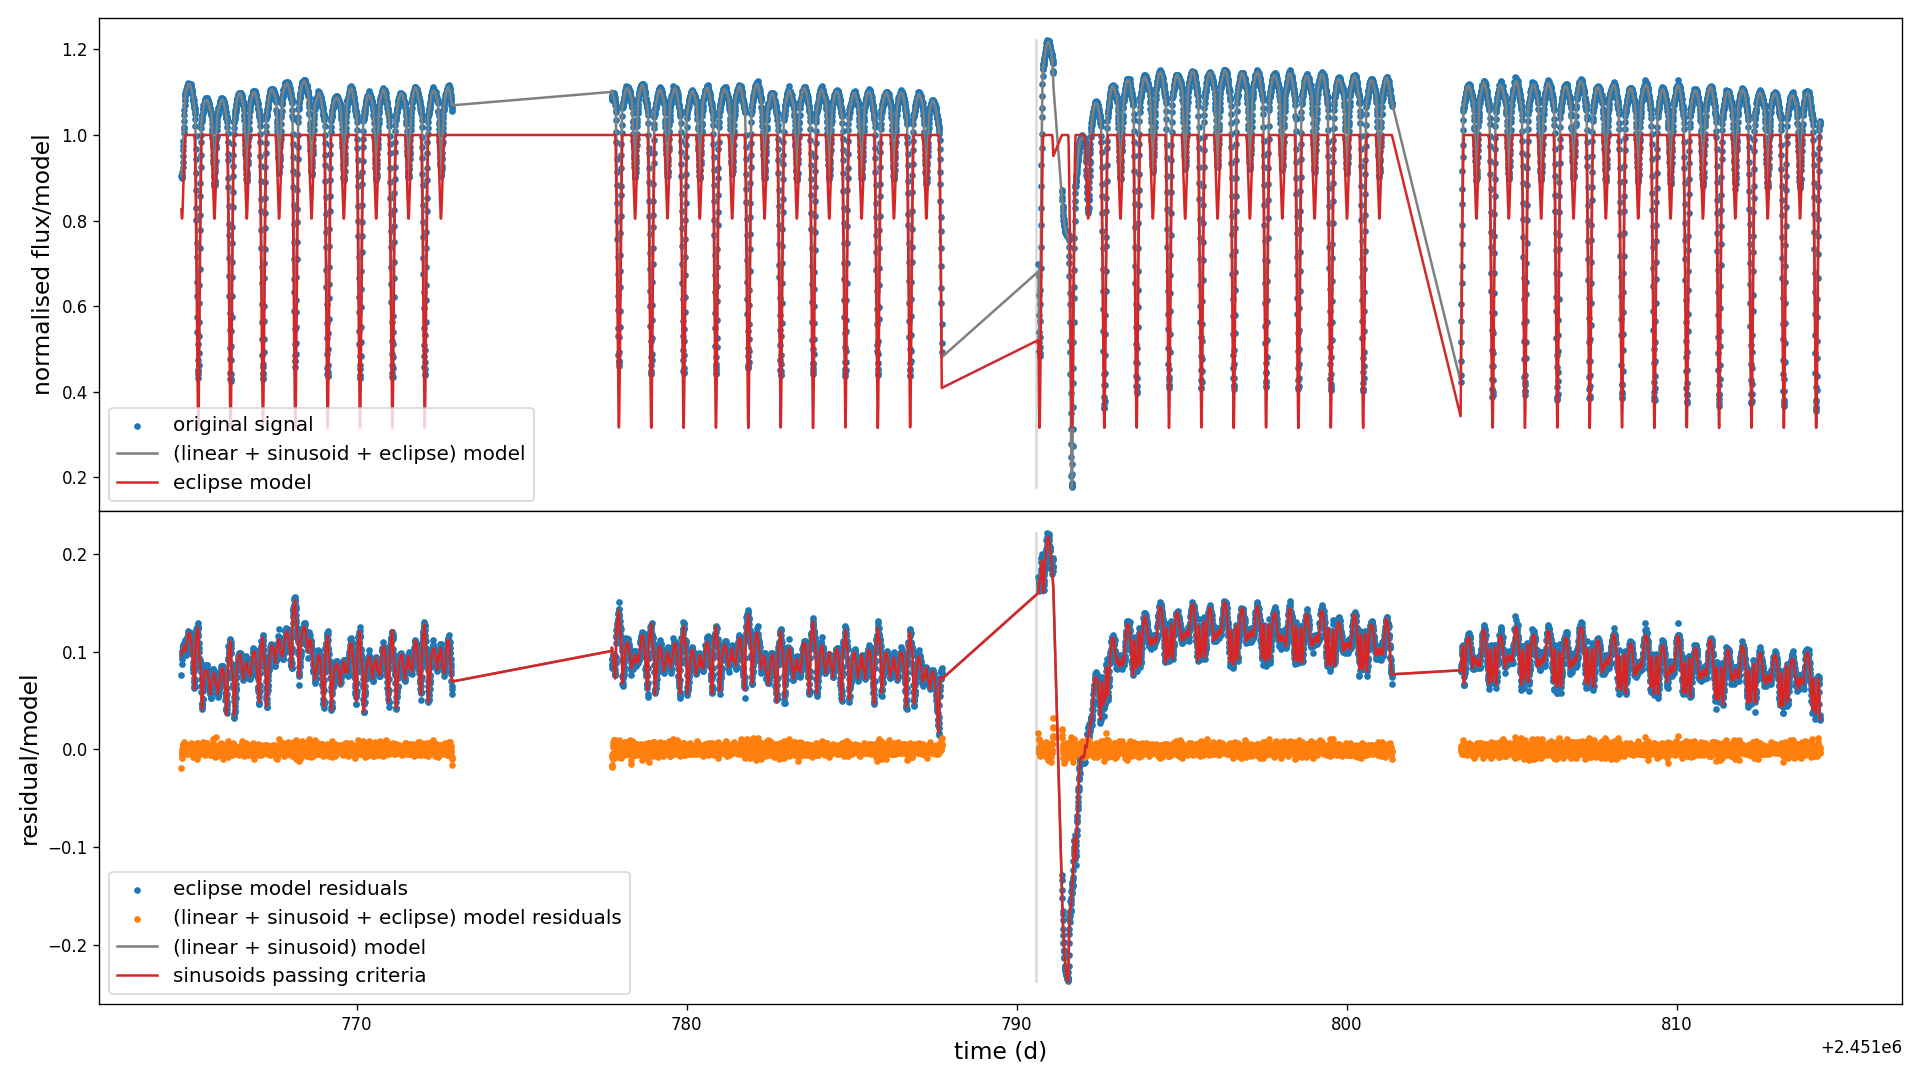 normalised flux/model
1.2
1.0
0.8
0.6
0.4
0.2
original signal
(linear + sinusoid + eclipse) model
eclipse model
residual/model
0.2
0.1
0.0
−0.1
−0.2
eclipse model residuals
(linear + sinusoid + eclipse) model residuals
(linear + sinusoid) model
sinusoids passing criteria
770
780
790
800
810
time (d)
+2.451e6